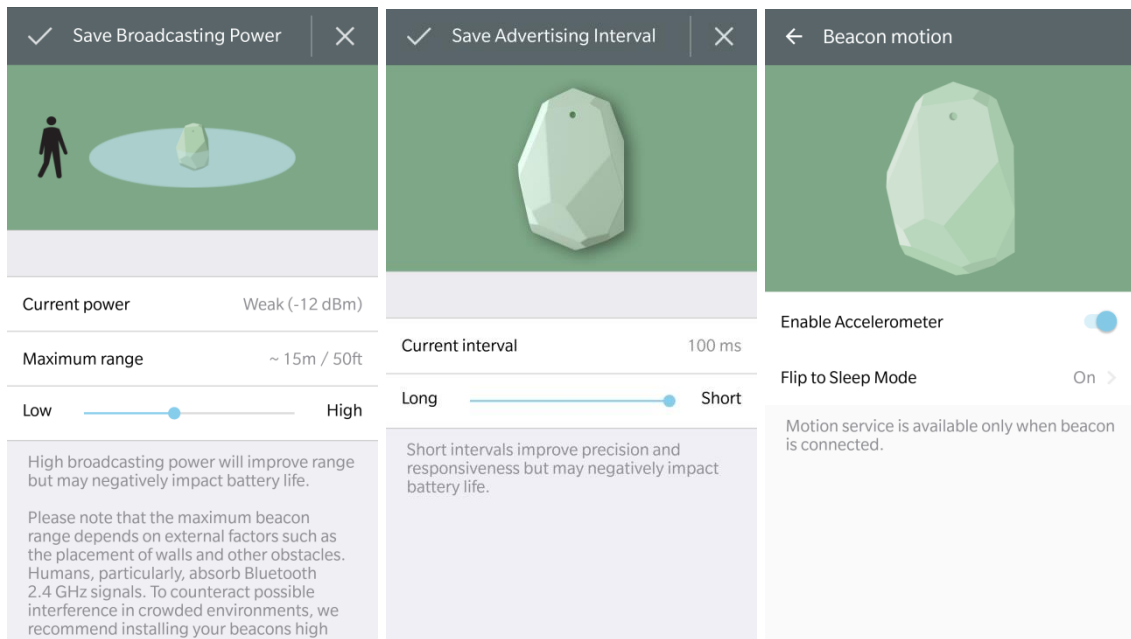 Save Broadcasting Power
Current power Weak (-12 dBm)
Maximum range ~ 15m / 50ft
Low High
High broadcasting power will improve range
but may negatively impact battery life.
Please note that the maximum beacon
range depends on external factors such as
the placement of walls and other obstacles.
Humans, particularly, absorb Bluetooth
2.4 GHz signals. To counteract possible
interference in crowded environments, we
recommend installing your beacons high
Save Advertising Interval
Current interval 100 ms
Long Short
Short intervals improve precision and
responsiveness but may negatively impact
battery life.
Beacon motion
Enable Accelerometer
Flip to Sleep Mode On
Motion service is available only when beacon
is connected.